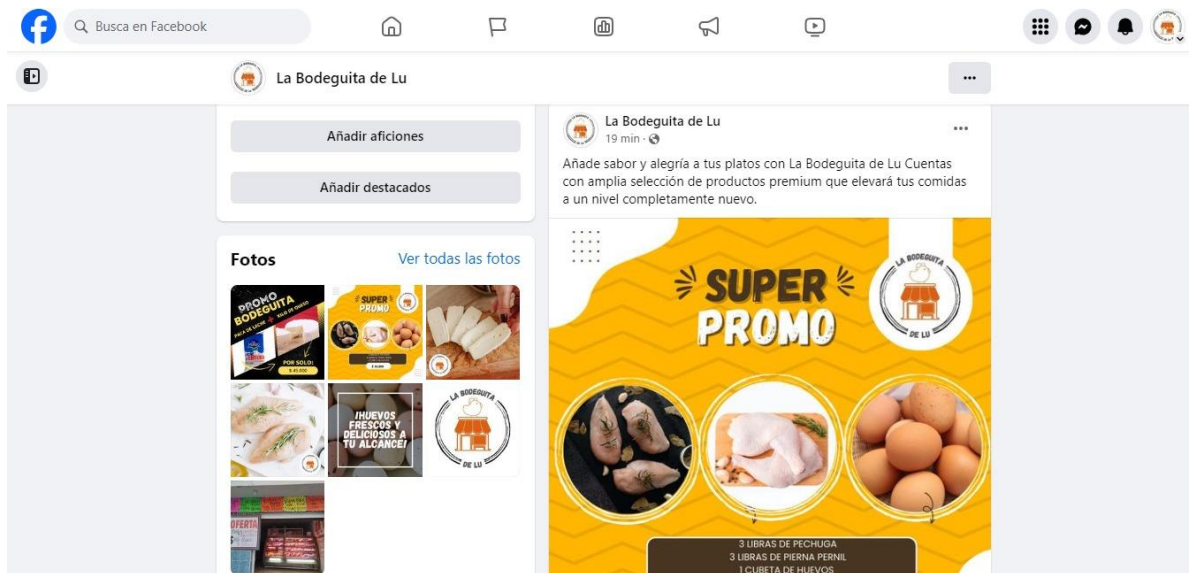 Busca en Facebook
La Bodeguita de Lu
Añadir aficiones
Añadir destacados
Fotos
Ver todas las fotos
PROMO
BODEGUITA
POR SOLO:
$ 45.000
SUPER
PROMO
¡HUEVOS
FRESCOS Y
DELICIOSOS A
TU ALCANCE!
LA BODEGUITA
DE LU
OFERTA
La Bodeguita de Lu
19 min
Añade sabor y alegría a tus platos con La Bodeguita de Lu Cuentas
con amplia selección de productos premium que elevará tus comidas
a un nivel completamente nuevo.
SUPER
PROMO
LA BODEGUITA
DE LU
3 LIBRAS DE PECHUGA
3 LIBRAS DE PIERNA PERNIL
1 CUBETA DE HUEVOS